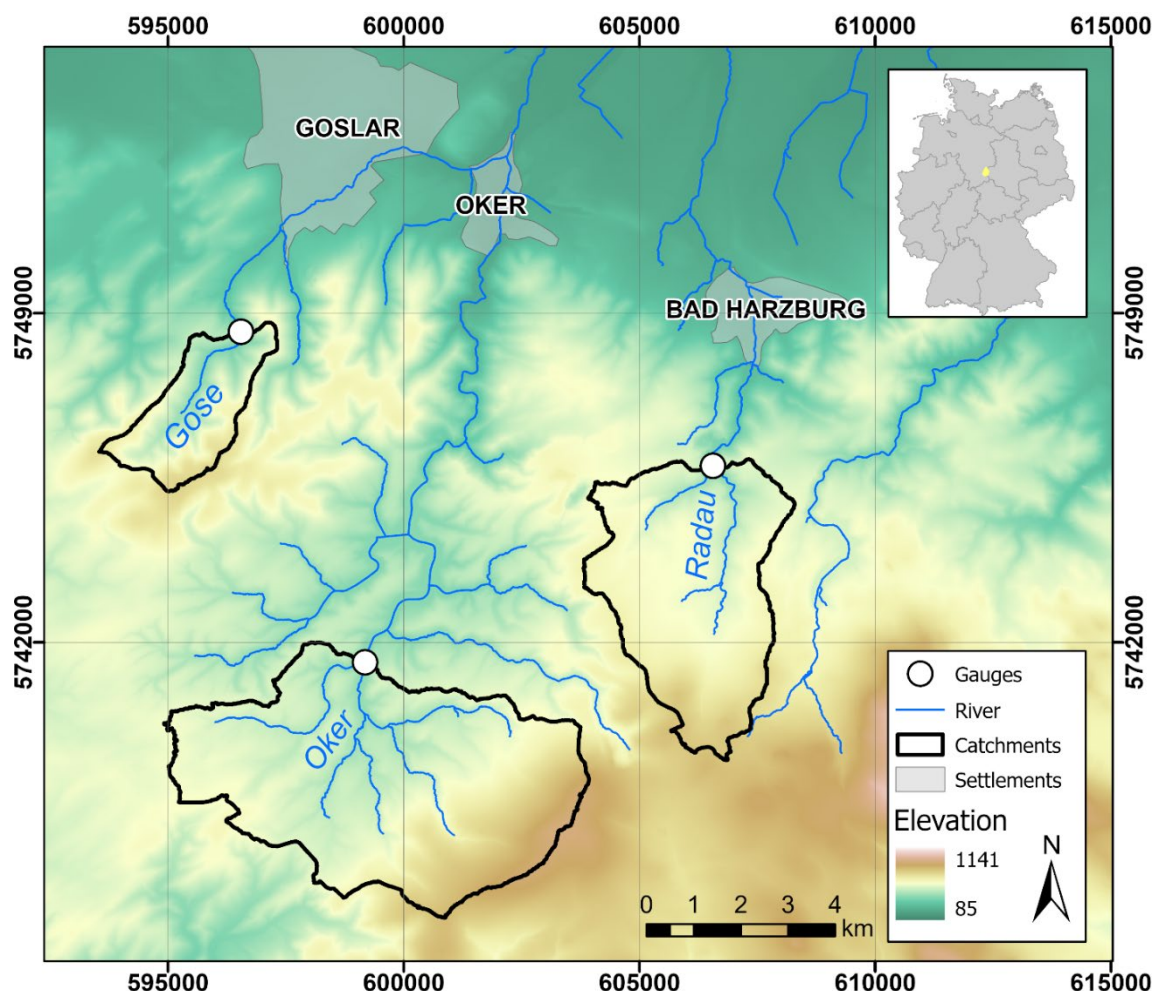 595000 600000 605000 610000 615000
GOSLAR
OKER
5749000
BAD HARZBURG
5749000
Gose
Radau
5742000
5742000
Oker
Gauges
River
Catchments
Settlements
Elevation
1141
85
N
0 1 2 3 4
km
595000 600000 605000 610000 615000